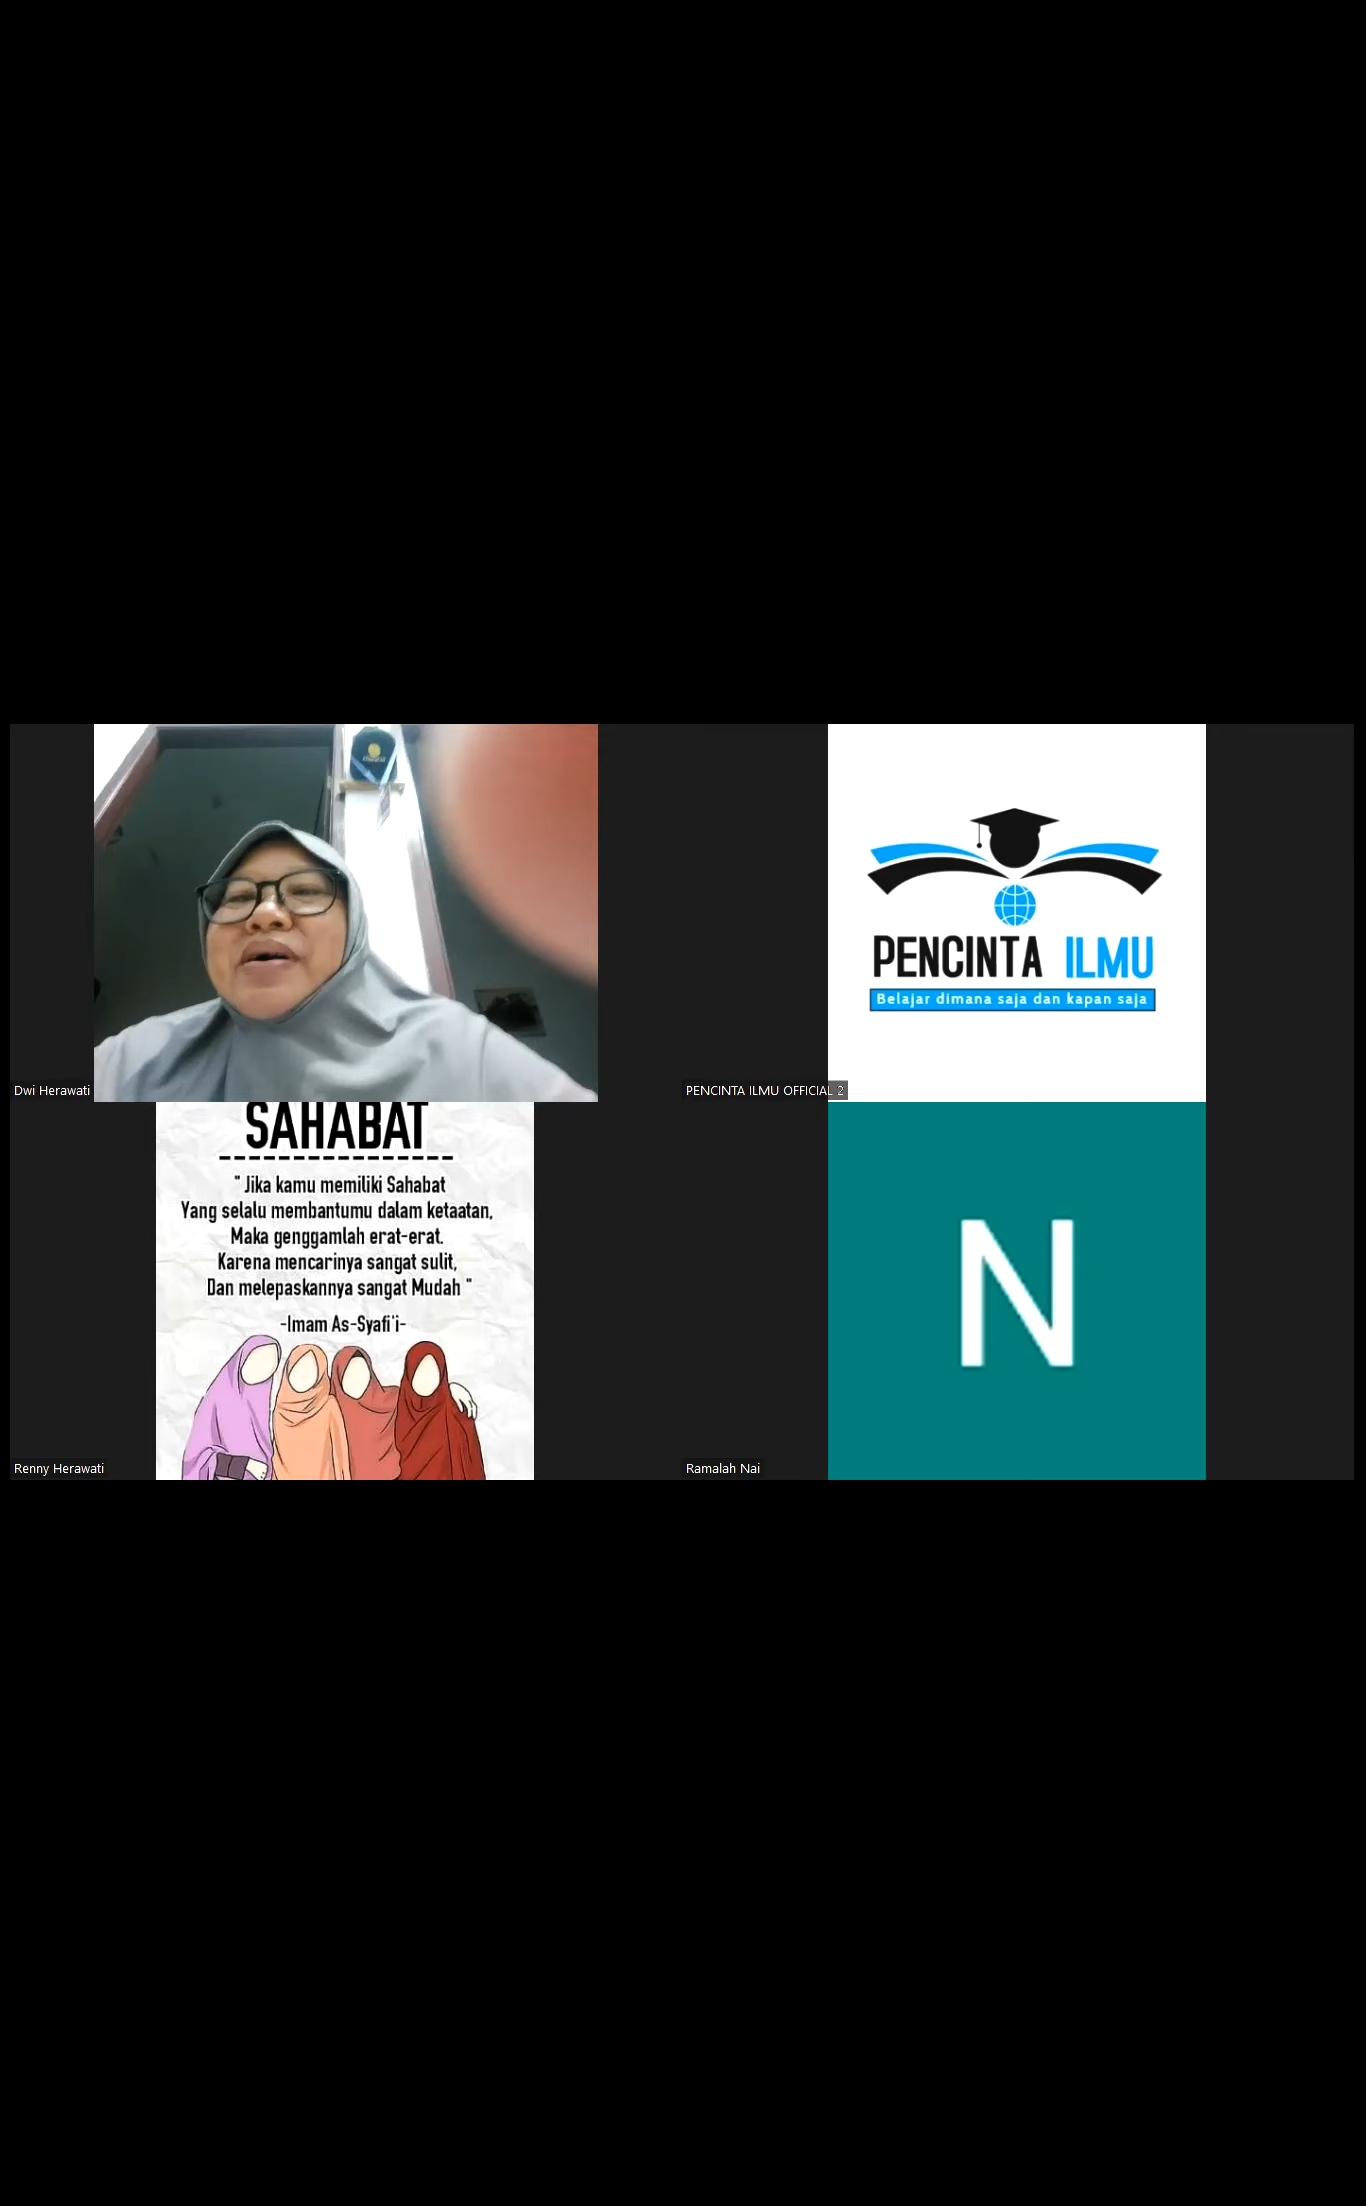 Dwi Herawati
PENCINTA ILMU
Belajar dimana saja dan kapan saja
PENCINTA ILMU OFFICIAL 2
SAHABAT
" Jika kamu memiliki Sahabat
Yang selalu membantumu dalam ketaatan,
Maka genggamlah erat-erat.
Karena mencarinya sangat sulit,
Dan melepaskannya sangat Mudah "
-Imam As-Syafi'i-
Renny Herawati
N
Ramalah Nai